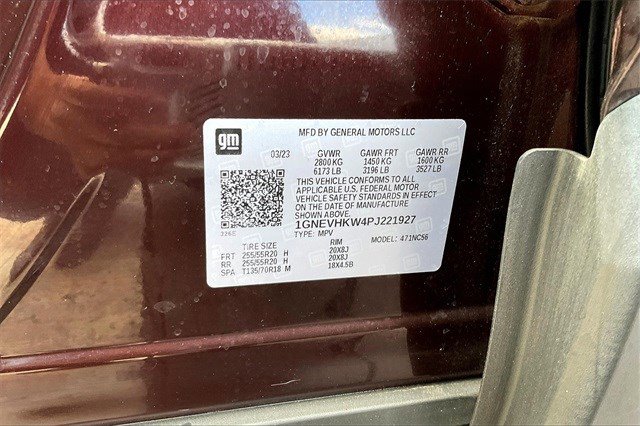 gm
MFD BY GENERAL MOTORS LLC
03/23 GVWR GAWR FRT GAWR RR
2800 KG 1450 KG 1600 KG
6173 LB 3196 LB 3527 LB
THIS VEHICLE CONFORMS TO ALL
APPLICABLE U.S. FEDERAL MOTOR
VEHICLE SAFETY STANDARDS IN
EFFECT ON THE DATE OF MANUFACTURE
SHOWN ABOVE
1GNEVHKW4PJ221927
TYPE: MPV MODEL: 471NC56
TIRE SIZE RIM
FRT 255/55R20 H 20X8J
RR 255/55R20 H 20X8J
SPA T135/70R18 M 18X4.5B